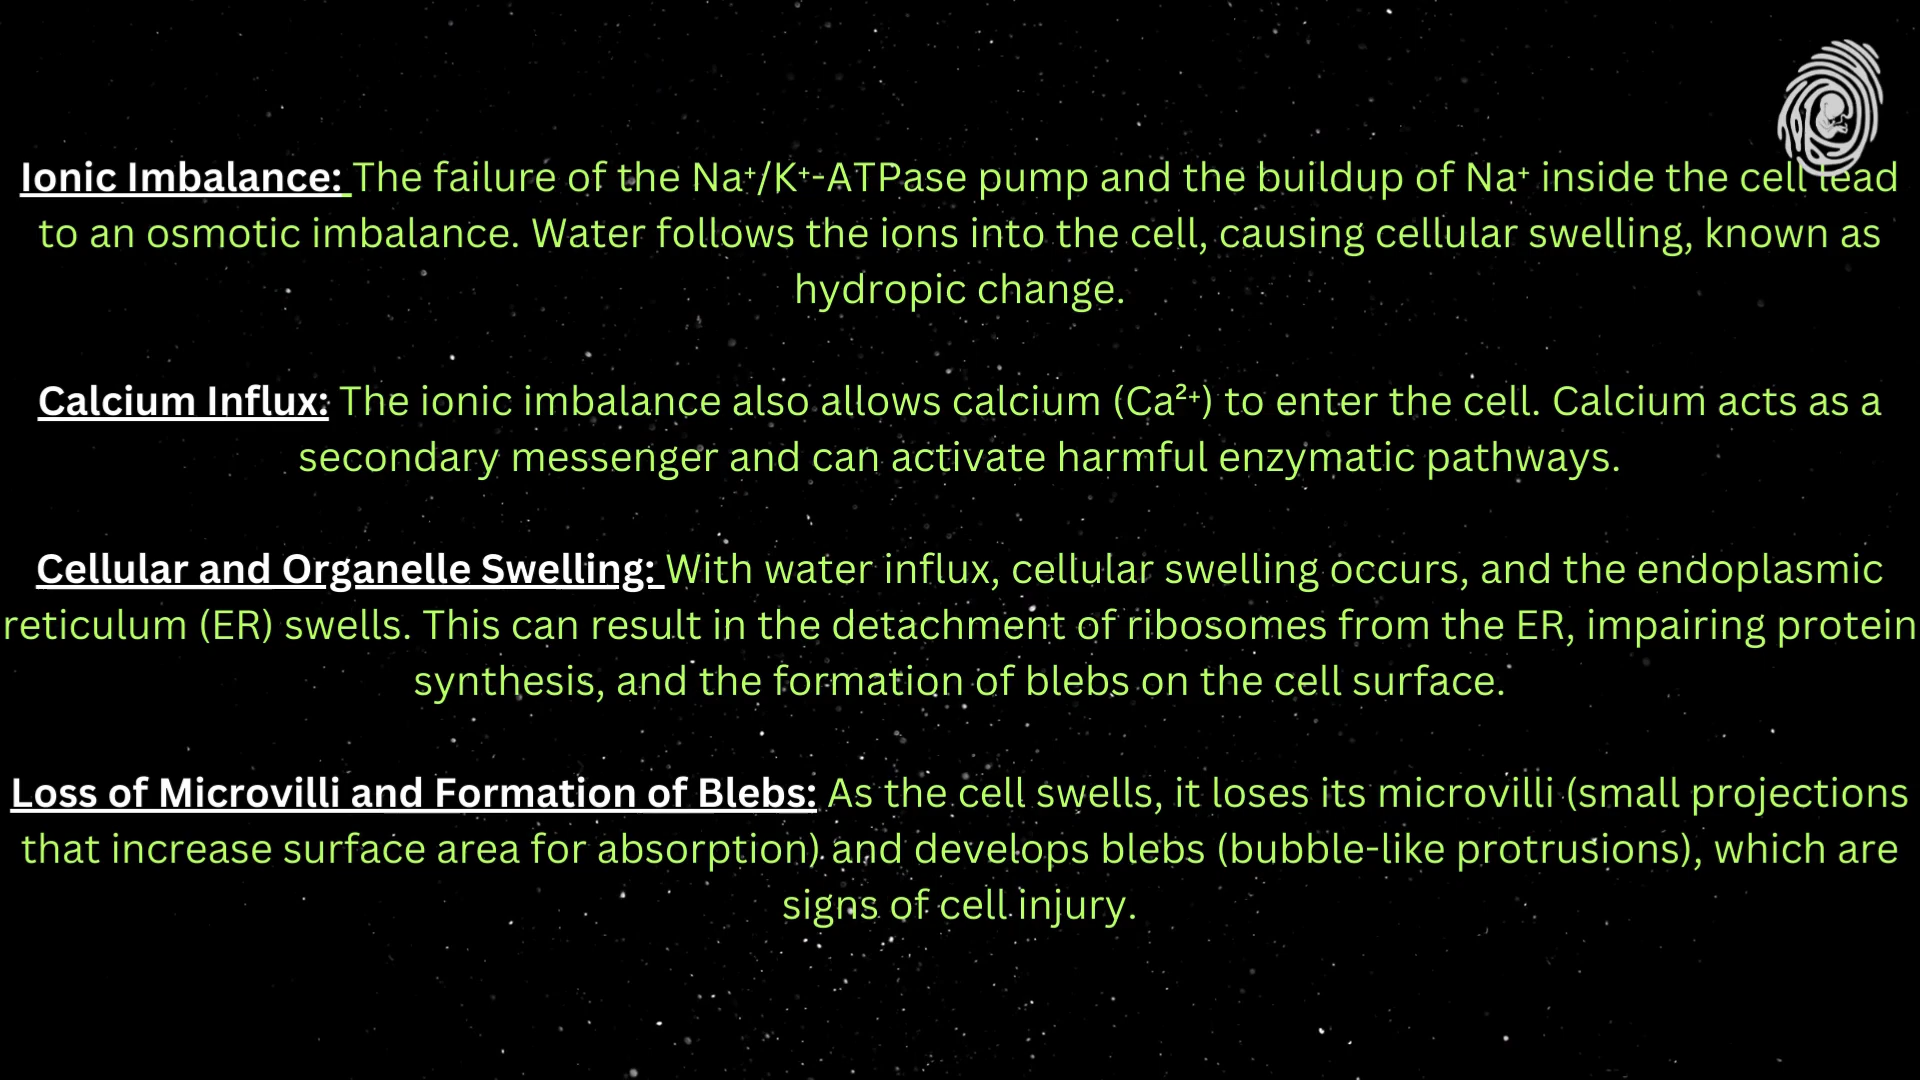 Ionic Imbalance: The failure of the Na⁺/K⁺-ATPase pump and the buildup of Na⁺ inside the cell lead
to an osmotic imbalance. Water follows the ions into the cell, causing cellular swelling, known as
hydropic change.
Calcium Influx: The ionic imbalance also allows calcium (Ca²⁺) to enter the cell. Calcium acts as a
secondary messenger and can activate harmful enzymatic pathways.
Cellular and Organelle Swelling: With water influx, cellular swelling occurs, and the endoplasmic
reticulum (ER) swells. This can result in the detachment of ribosomes from the ER, impairing protein
synthesis, and the formation of blebs on the cell surface.
Loss of Microvilli and Formation of Blebs: As the cell swells, it loses its microvilli (small projections
that increase surface area for absorption) and develops blebs (bubble-like protrusions), which are
signs of cell injury.